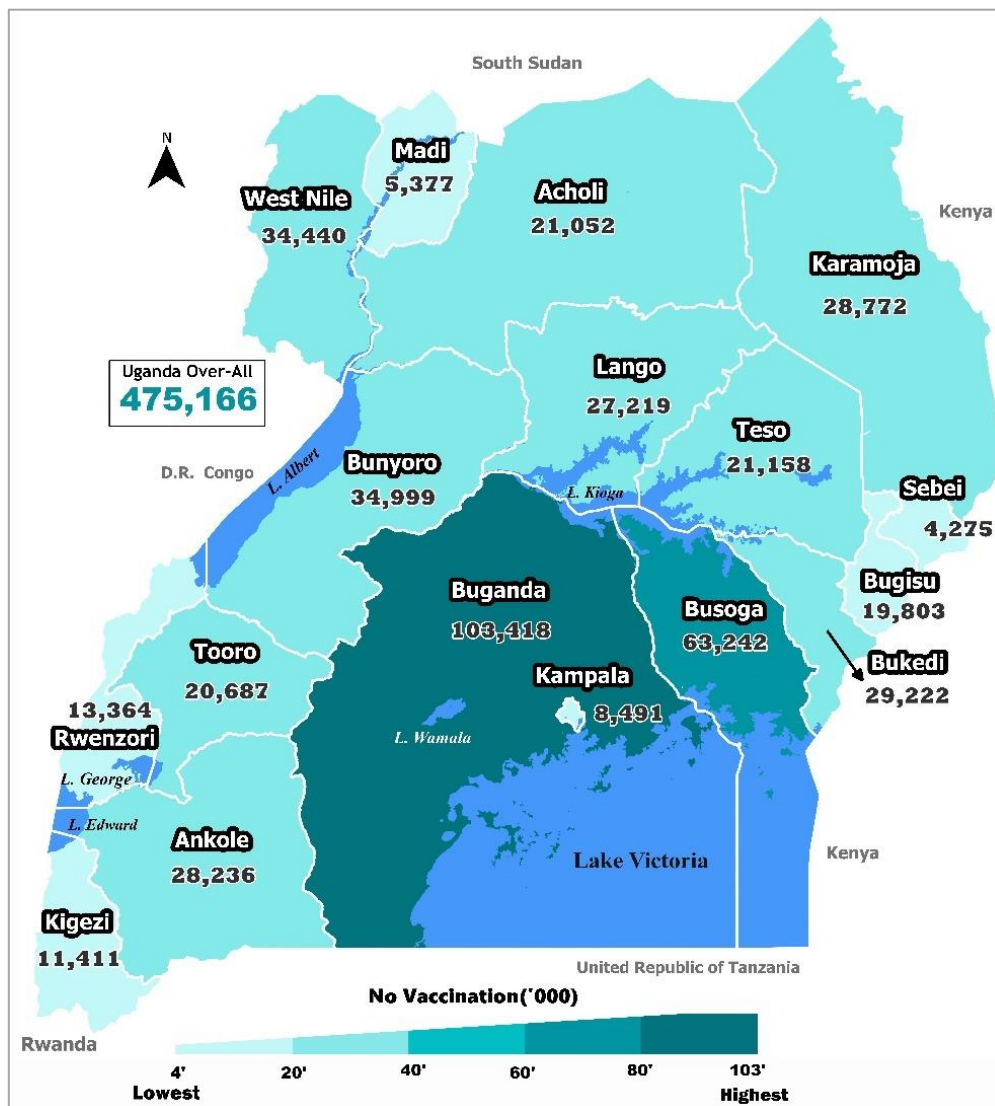 South Sudan
N
Madi
5,377
West Nile
34,440
Acholi
21,052
Kenya
Karamoja
28,772
Uganda Over-All
475,166
Lango
27,219
Teso
21,158
D.R. Congo
L. Albert
Bunyoro
34,999
L. Kioga
Sebei
4,275
Bugisu
19,803
Buganda
103,418
Busoga
63,242
Tooro
20,687
Bukedi
29,222
Kampala
8,491
13,364
Rwenzori
L. Wamala
L. George
L. Edward
Ankole
28,236
Lake Victoria
Kenya
Kigezi
11,411
United Republic of Tanzania
No Vaccination('000)
Rwanda
4' 20' 40' 60' 80' 103'
Lowest Highest